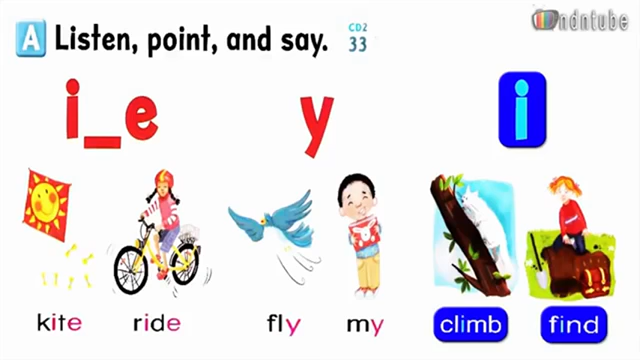 A Listen, point, and say. CD2 33
ndntube
i_e y i
kite ride fly my climb find